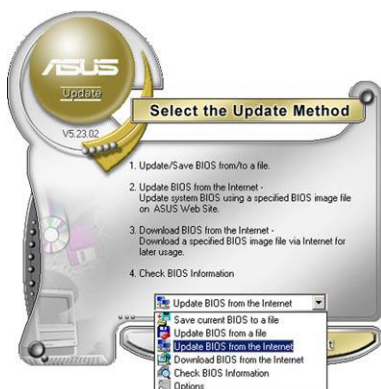 ASUS
Update
V5.23.02
Select the Update Method
1. Update/Save BIOS from/to a file.
2. Update BIOS from the Internet -
Update system BIOS using a specified BIOS image file
on ASUS Web Site.
3. Download BIOS from the Internet -
Download a specified BIOS image file via Internet for
later usage.
4. Check BIOS Information
Update BIOS from the Internet
Save current BIOS to a file
Update BIOS from a file
Update BIOS from the Internet
Download BIOS from the Internet
Check BIOS Information
Options